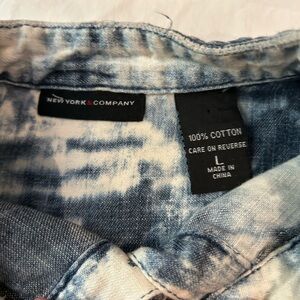 NEW YORK & COMPANY
100% COTTON
CARE ON REVERSE
L
MADE IN
CHINA